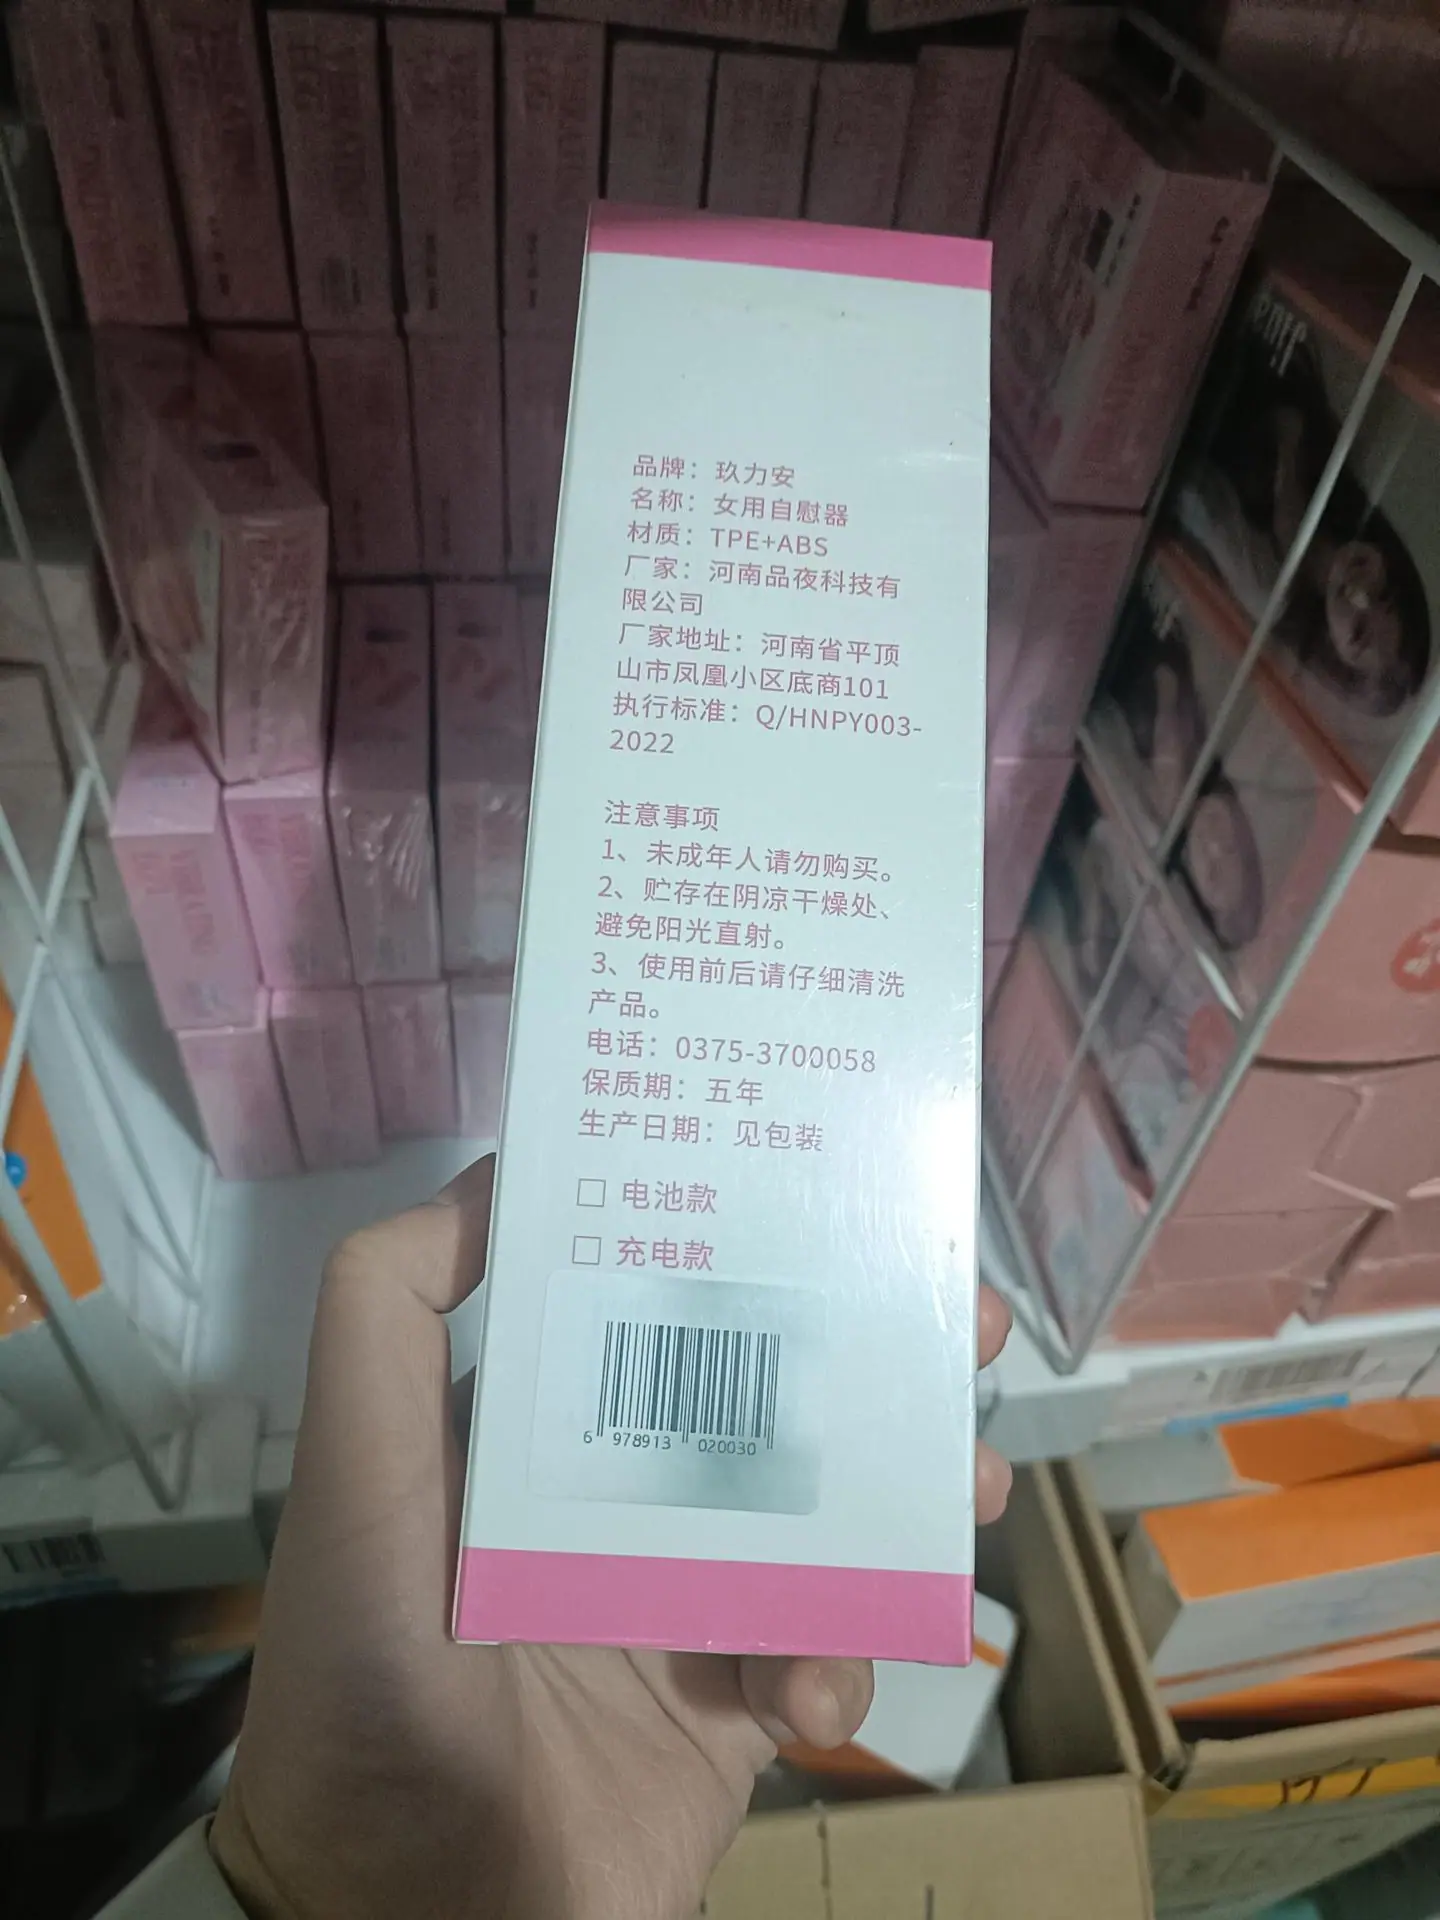 品牌：玖力安
名称：女用自慰器
材质：TPE+ABS
厂家：河南品夜科技有
限公司
厂家地址：河南省平顶
山市凤凰小区底商101
执行标准：Q/HNPY003-
2022
注意事项
1、未成年人请勿购买。
2、贮存在阴凉干燥处、
避免阳光直射。
3、使用前后请仔细清洗
产品。
电话：0375-3700058
保质期：五年
生产日期：见包装
□ 电池款
□ 充电款
6 978913 020030